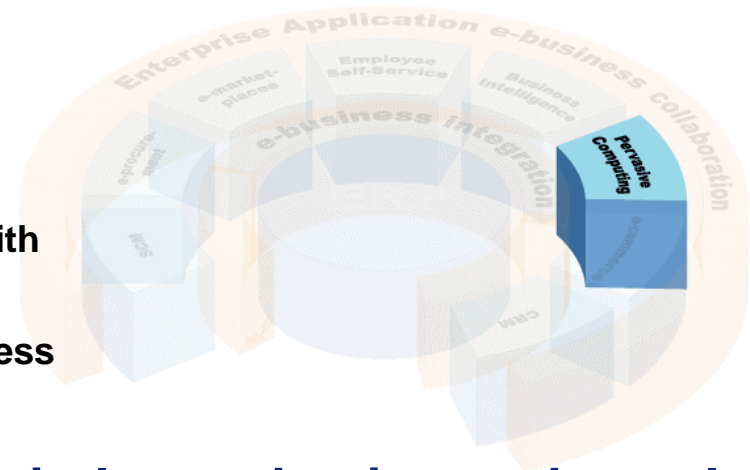 Enterprise Application e-business collaboration
Employee
Self-Service
e-market-
places
Business
Intelligence
e-business integration
e-procure-
ment
Pervasive
Computing
SCM
e-commerce
CRM
ith
ess